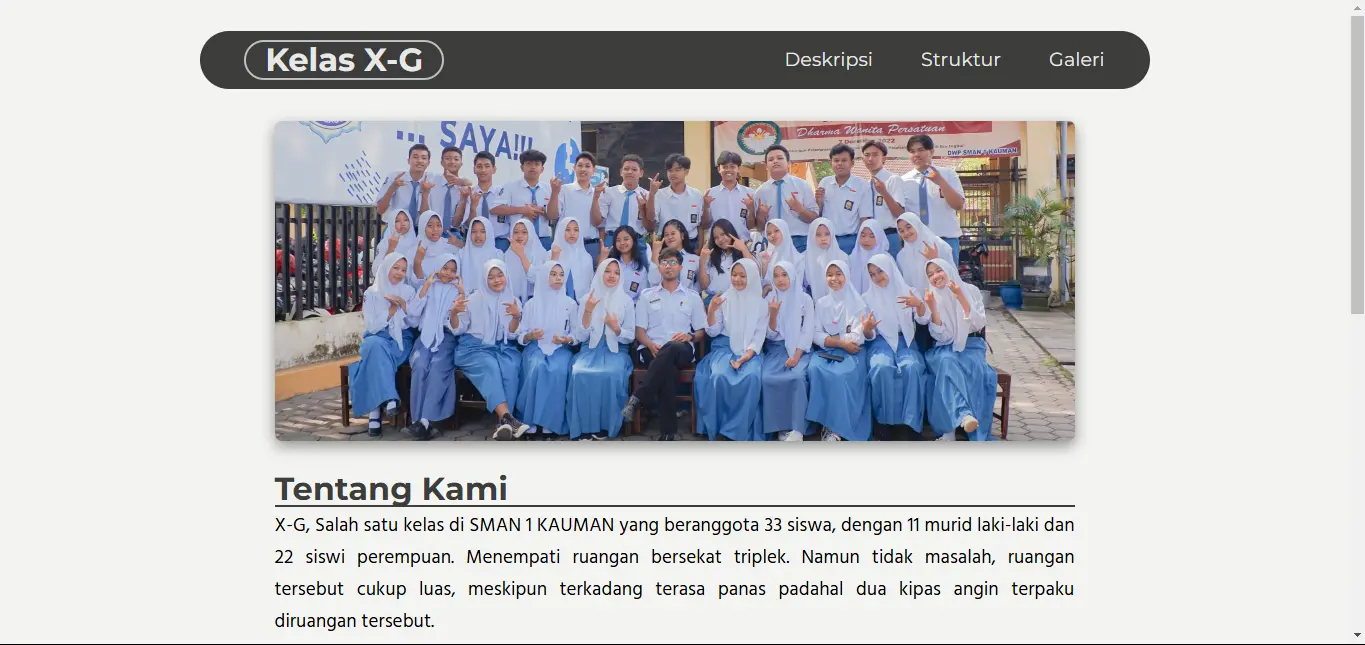 Kelas X-G
Deskripsi Struktur Galeri
... SAYA!!!
Dharma Wanita Persatuan
DWP SMAN 1 KAUMAN
Tentang Kami
X-G, Salah satu kelas di SMAN 1 KAUMAN yang beranggota 33 siswa, dengan 11 murid laki-laki dan
22 siswi perempuan. Menempati ruangan bersekat triplek. Namun tidak masalah, ruangan
tersebut cukup luas, meskipun terkadang terasa panas padahal dua kipas angin terpaku
diruangan tersebut.